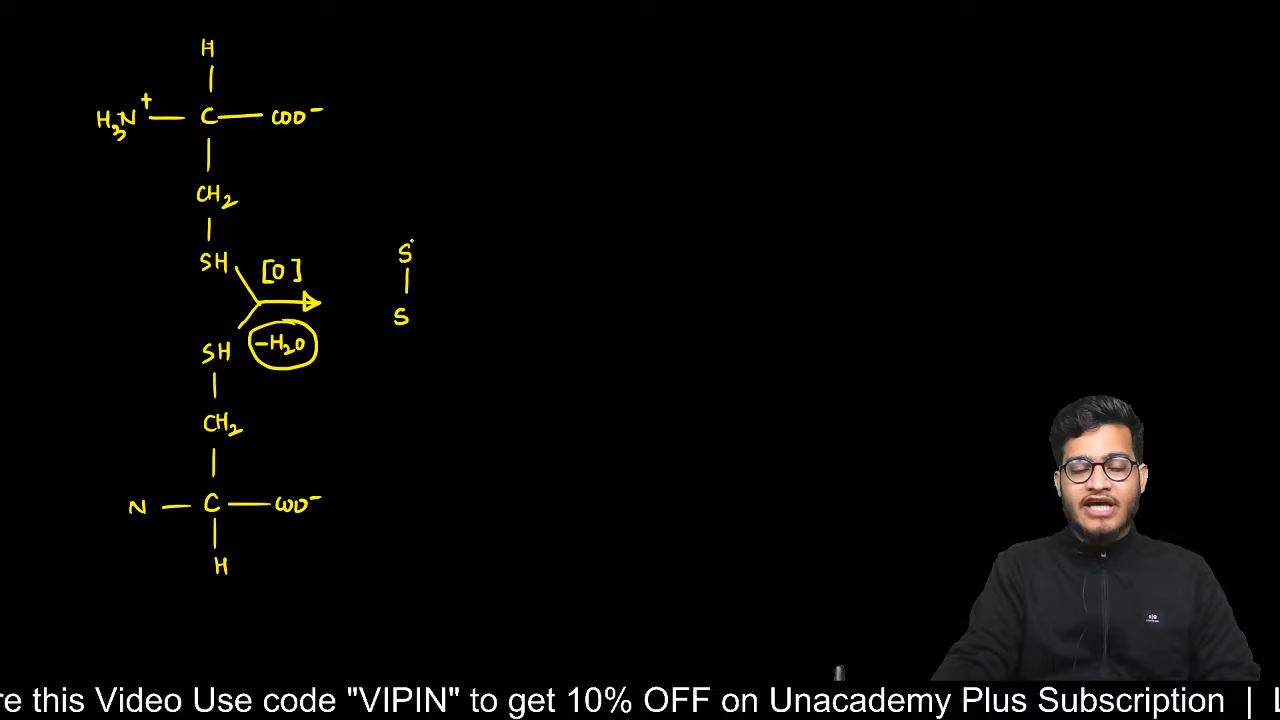 H
H₃N⁺ — C — COO⁻
CH₂
SH
[O]
S
S
−H₂O
SH
CH₂
N — C — COO⁻
H
re this Video Use code "VIPIN" to get 10% OFF on Unacademy Plus Subscription | L